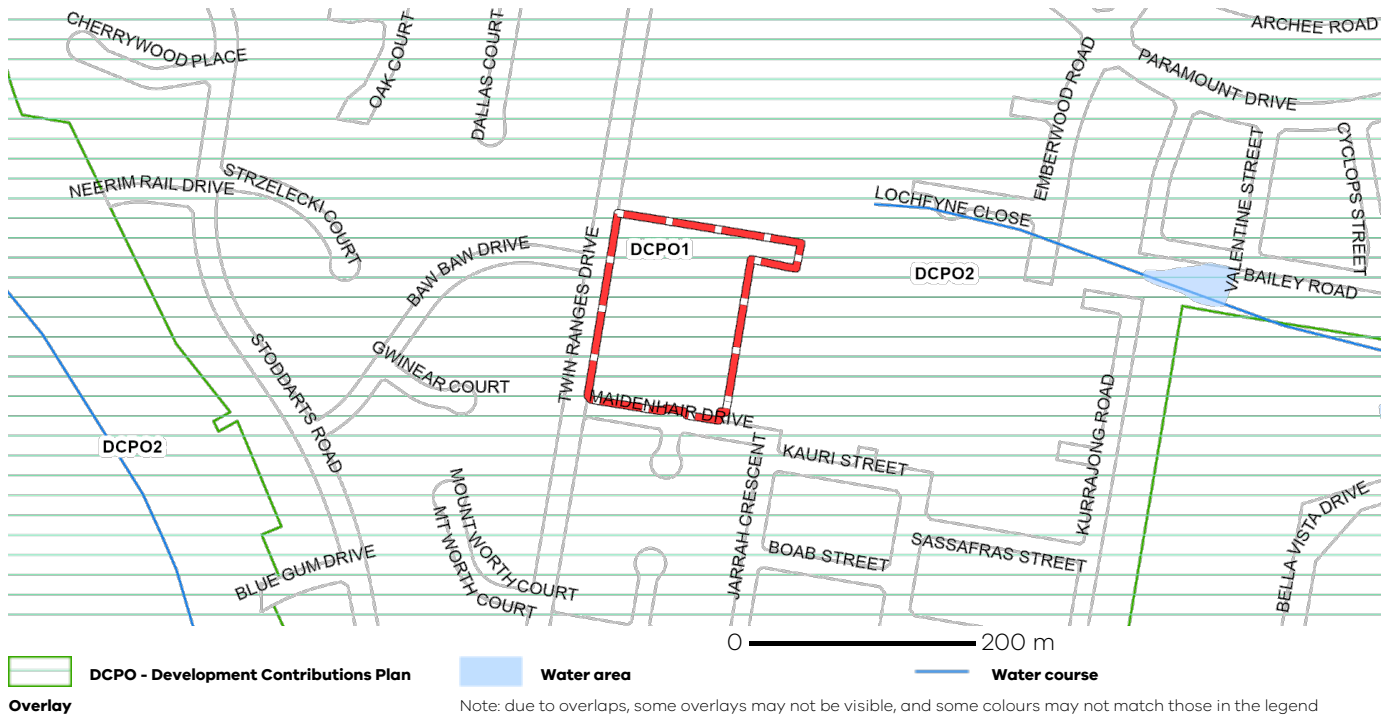 CHERRYWOOD PLACE
OAK COURT
DALLAS COURT
EMBERWOOD ROAD
ARCHEE ROAD
PARAMOUNT DRIVE
CYCLOPS STREET
VALENTINE STREET
NEERIM RAIL DRIVE
STRZELECKI COURT
LOCHFYNE CLOSE
BAW BAW DRIVE
TWIN RANGES DRIVE
DCPO1
DCPO2
BAILEY ROAD
GWINEAR COURT
STODDARTS ROAD
MAIDENHAIR DRIVE
KURRAJONG ROAD
DCPO2
KAURI STREET
JARRAH CRESCENT
MOUNT WORTH COURT
MT WORTH COURT
BLUE GUM DRIVE
BOAB STREET
SASSAFRAS STREET
BELLA VISTA DRIVE
0 200 m
DCPO - Development Contributions Plan
Overlay
Water area
Water course
Note: due to overlaps, some overlays may not be visible, and some colours may not match those in the legend